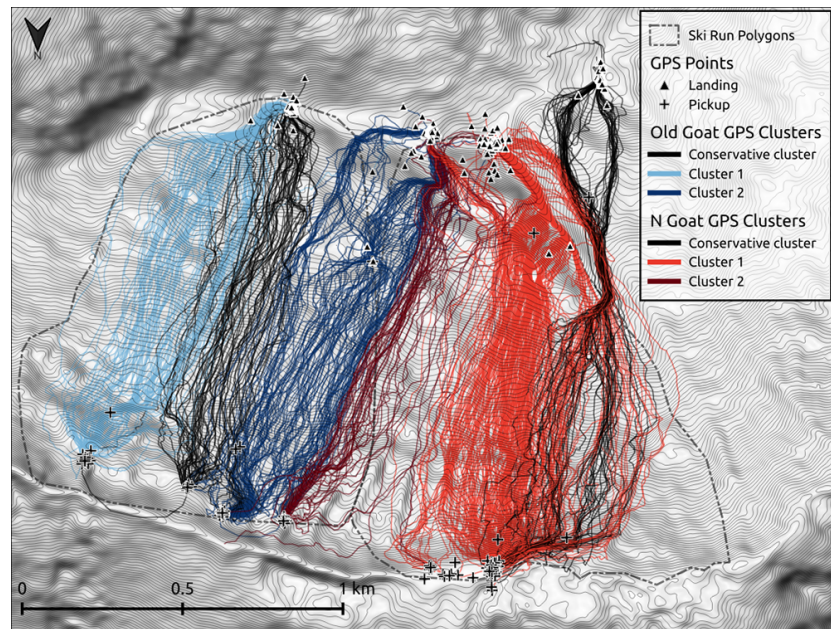 N
Ski Run Polygons
GPS Points
Landing
Pickup
Old Goat GPS Clusters
Conservative cluster
Cluster 1
Cluster 2
N Goat GPS Clusters
Conservative cluster
Cluster 1
Cluster 2
0 0.5 1 km